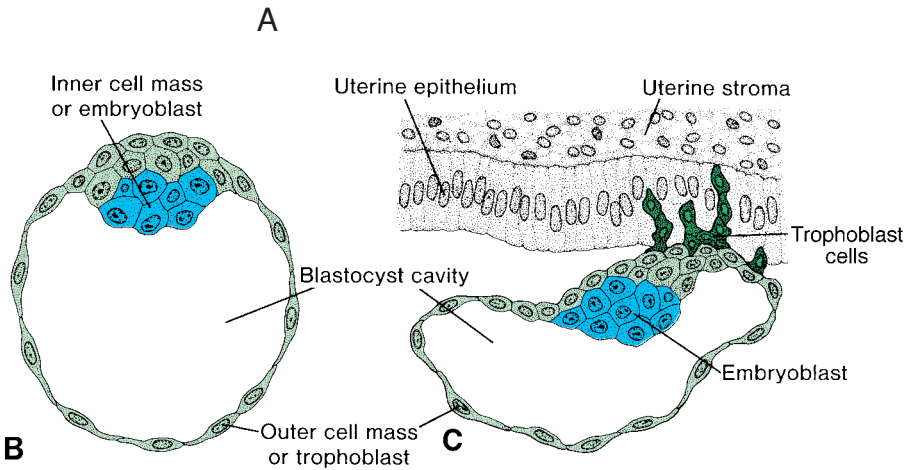 A
Inner cell mass
or embryoblast
Uterine epithelium
Uterine stroma
Trophoblast
cells
Blastocyst cavity
Embryoblast
Outer cell mass
or trophoblast
B
C